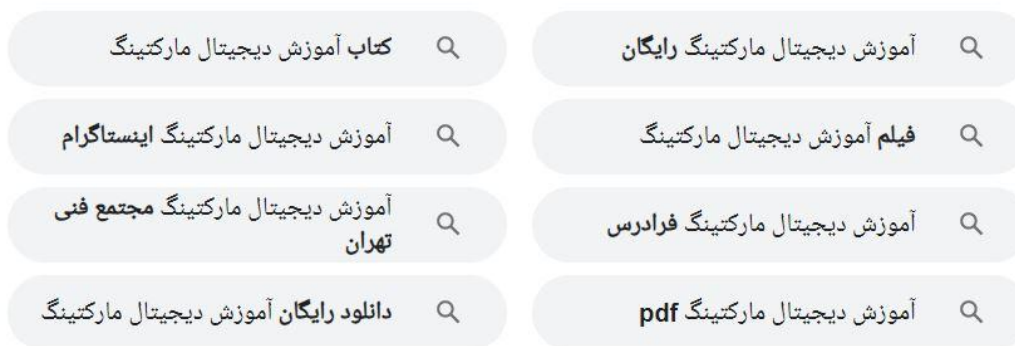 آموزش دیجیتال مارکتینگ رایگان
کتاب آموزش دیجیتال مارکتینگ
فیلم آموزش دیجیتال مارکتینگ
آموزش دیجیتال مارکتینگ اینستاگرام
آموزش دیجیتال مارکتینگ فرادرس
آموزش دیجیتال مارکتینگ مجتمع فنی
تهران
آموزش دیجیتال مارکتینگ pdf
دانلود رایگان آموزش دیجیتال مارکتینگ